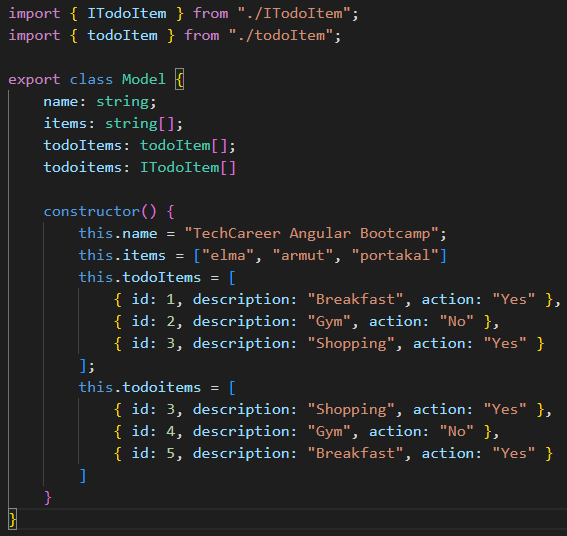 import { ITodoItem } from "./ITodoItem";
import { todoItem } from "./todoItem";

export class Model {
    name: string;
    items: string[];
    todoItems: todoItem[];
    todoitems: ITodoItem[]

    constructor() {
        this.name = "TechCareer Angular Bootcamp";
        this.items = ["elma", "armut", "portakal"]
        this.todoItems = [
            { id: 1, description: "Breakfast", action: "Yes" },
            { id: 2, description: "Gym", action: "No" },
            { id: 3, description: "Shopping", action: "Yes" }
        ];
        this.todoitems = [
            { id: 3, description: "Shopping", action: "Yes" },
            { id: 4, description: "Gym", action: "No" },
            { id: 5, description: "Breakfast", action: "Yes" }
        ]
    }
}